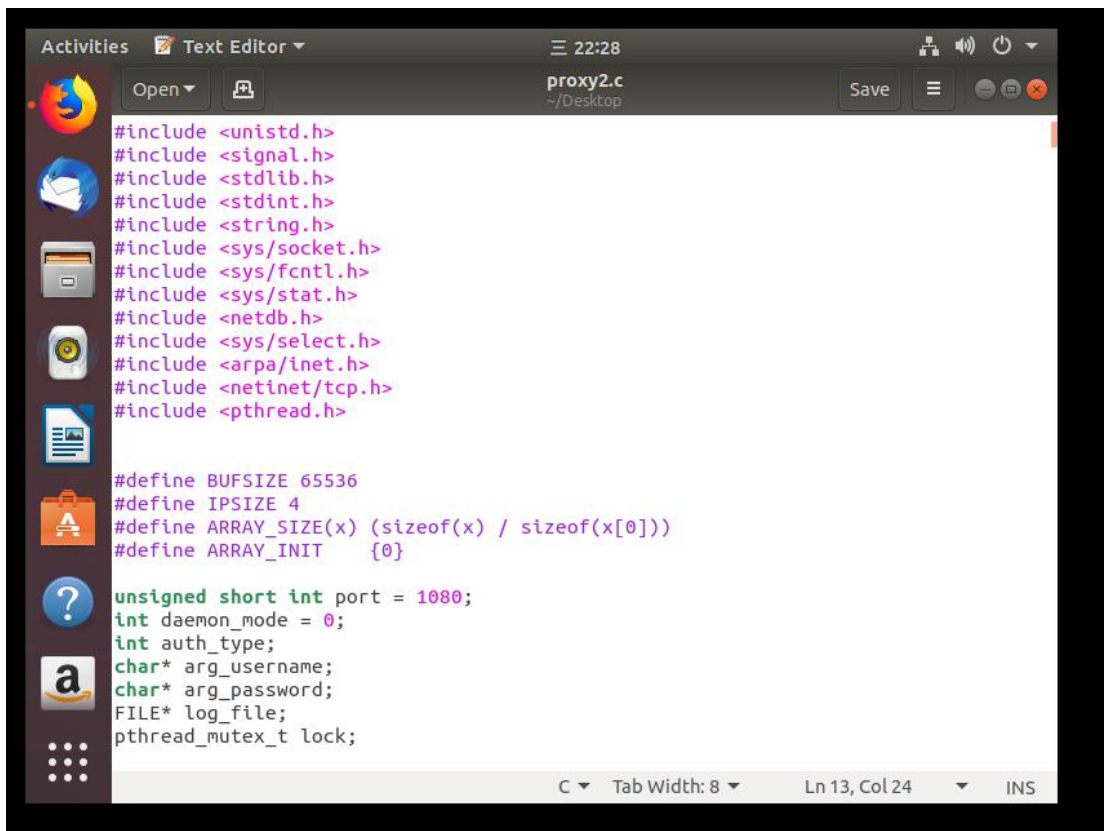 Activities Text Editor 三 22:28
Open proxy2.c Save
~/Desktop
#include <unistd.h>
#include <signal.h>
#include <stdlib.h>
#include <stdint.h>
#include <string.h>
#include <sys/socket.h>
#include <sys/fcntl.h>
#include <sys/stat.h>
#include <netdb.h>
#include <sys/select.h>
#include <arpa/inet.h>
#include <netinet/tcp.h>
#include <pthread.h>
#define BUFSIZE 65536
#define IPSIZE 4
#define ARRAY_SIZE(x) (sizeof(x) / sizeof(x[0]))
#define ARRAY_INIT    {0}
unsigned short int port = 1080;
int daemon_mode = 0;
int auth_type;
char* arg_username;
char* arg_password;
FILE* log_file;
pthread_mutex_t lock;
C Tab Width: 8 Ln 13, Col 24 INS